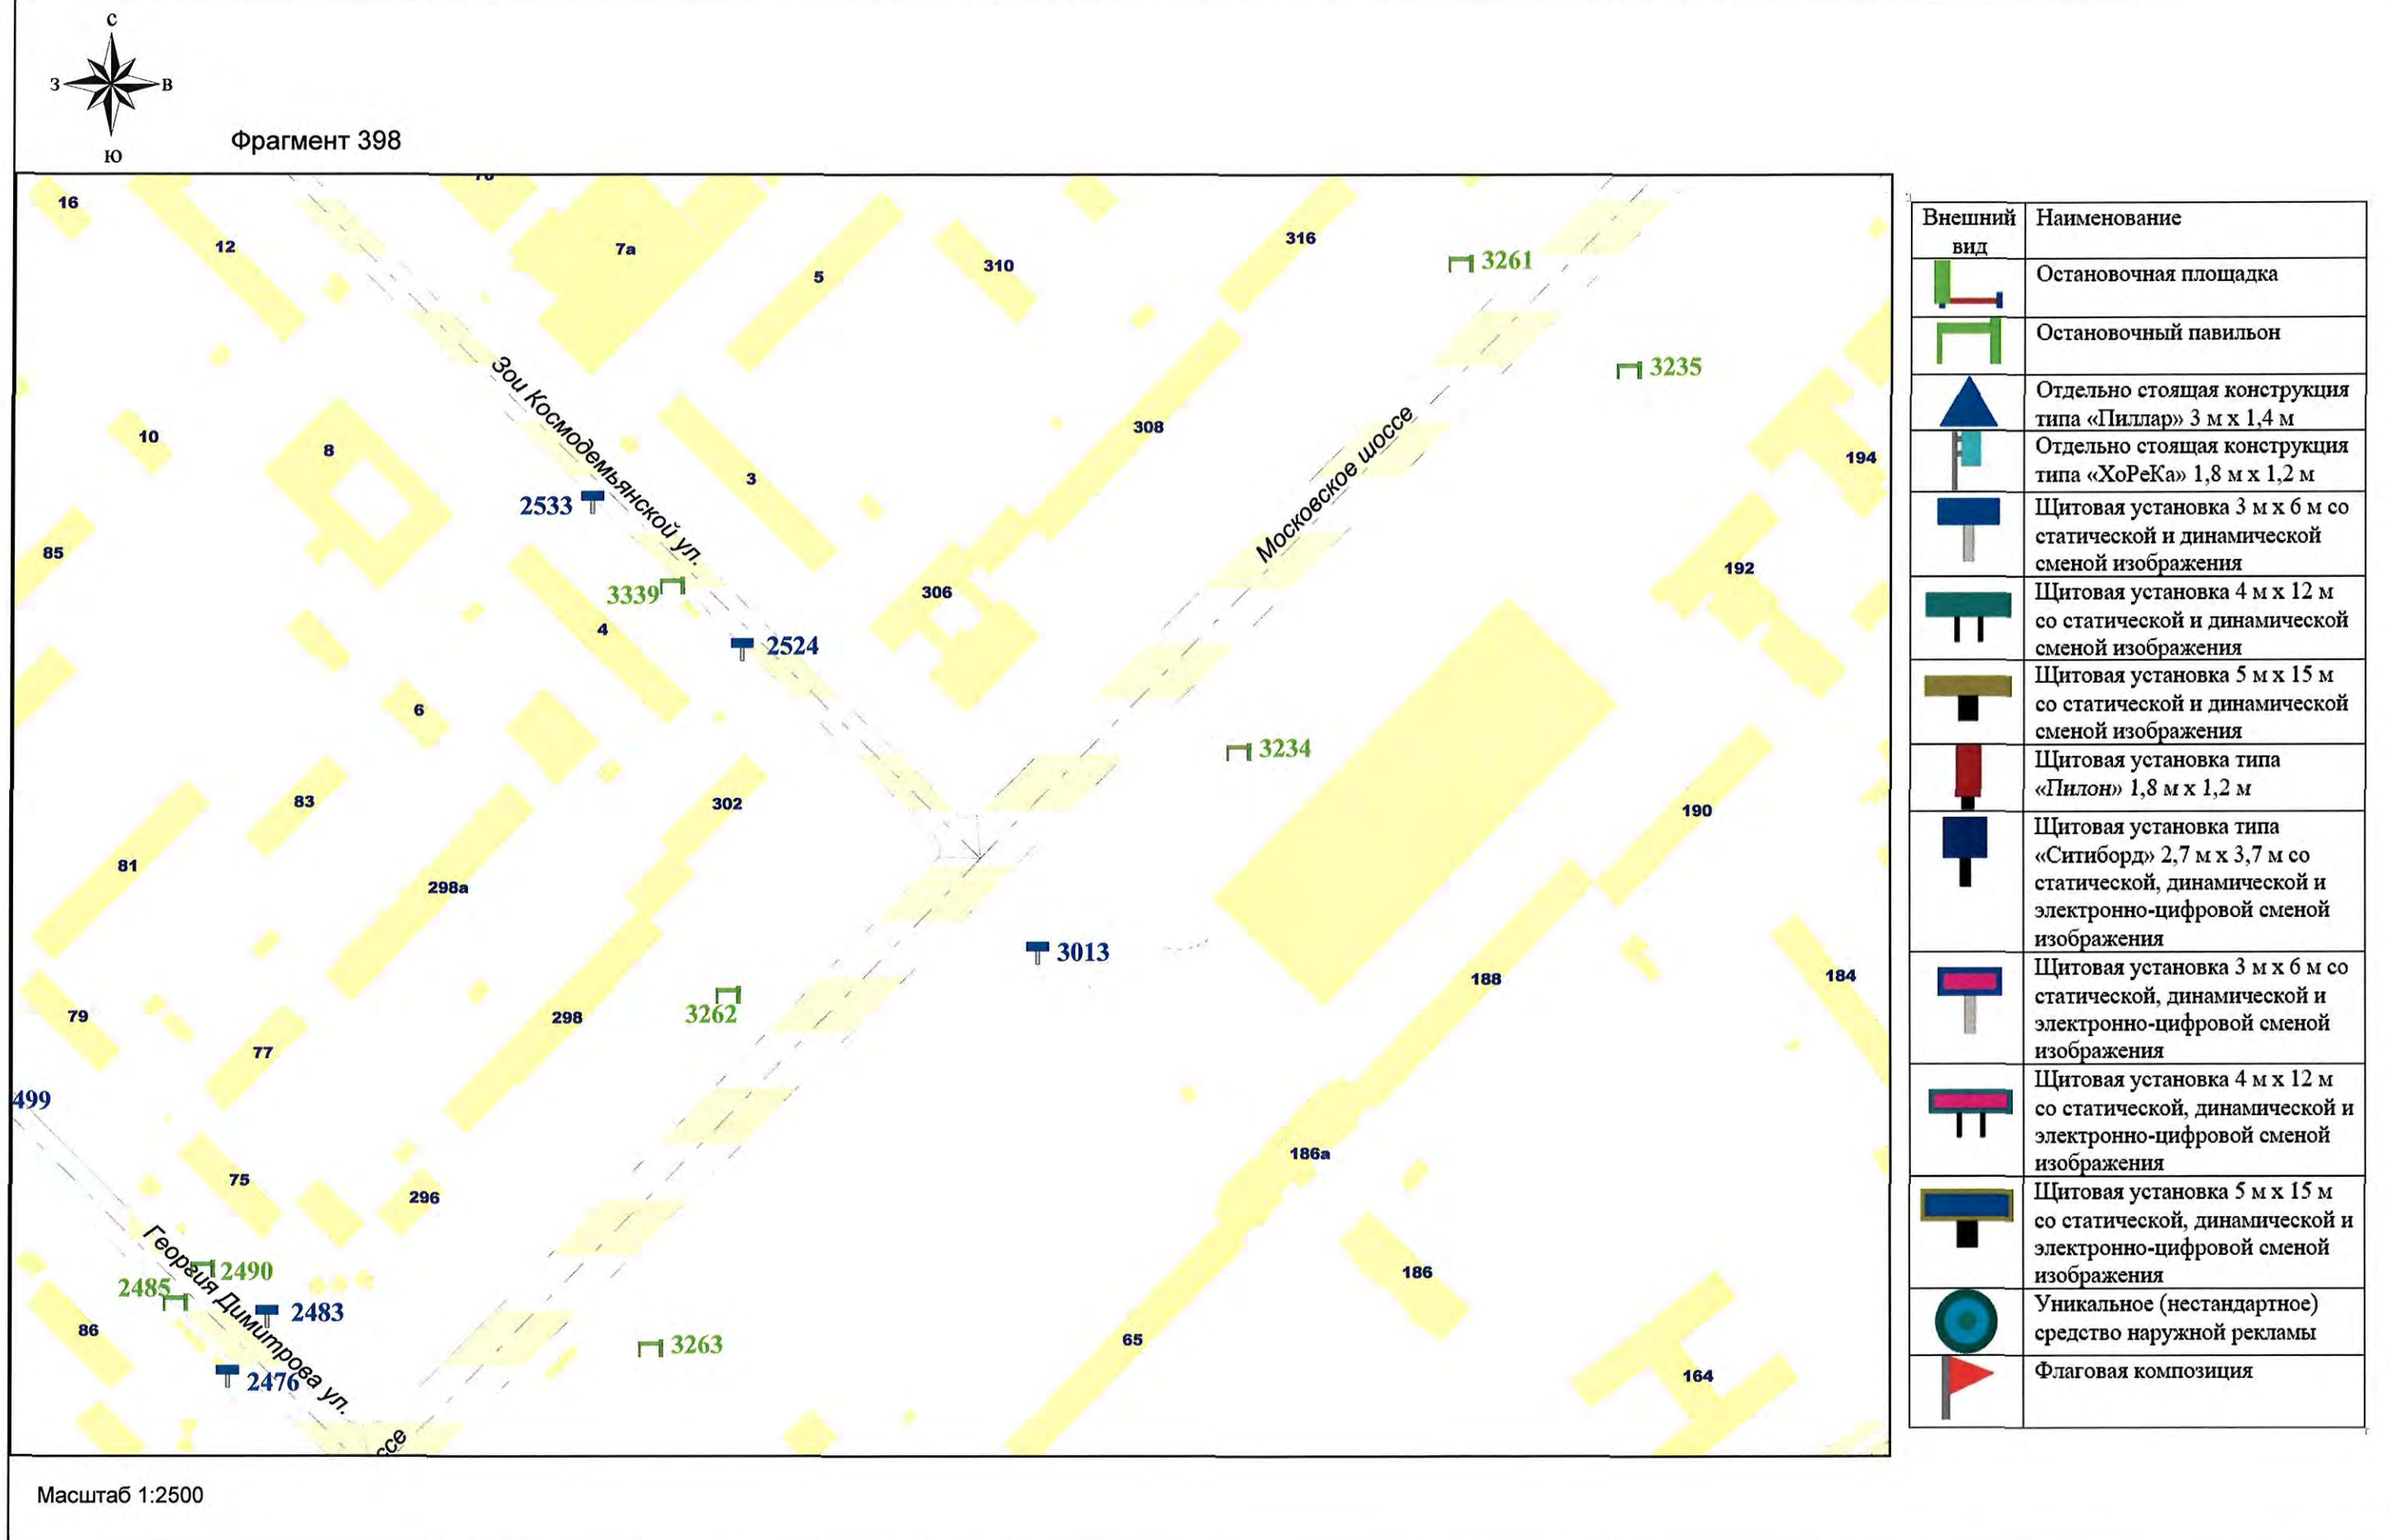 С
З
В
Ю
Фрагмент 398
16
12
7а
5
310
316
3261
3235
10
8
Зои Космодемьянской ул.
3
308
Московское шоссе
194
2533
85
3339
4
306
192
2524
6
3234
83
302
81
298а
190
3013
79
77
298
3262
188
184
499
75
296
186а
Георгия Димитрова ул.
2490
2485
2483
86
2476
3263
186
65
164
ссе
Масштаб 1:2500
Внешний вид
Наименование
Остановочная площадка
Остановочный павильон
Отдельно стоящая конструкция
типа «Пиллар» 3 м х 1,4 м
Отдельно стоящая конструкция
типа «ХоРеКа» 1,8 м х 1,2 м
Щитовая установка 3 м х 6 м со
статической и динамической
сменой изображения
Щитовая установка 4 м х 12 м
со статической и динамической
сменой изображения
Щитовая установка 5 м х 15 м
со статической и динамической
сменой изображения
Щитовая установка типа
«Пилон» 1,8 м х 1,2 м
Щитовая установка типа
«Ситиборд» 2,7 м х 3,7 м со
статической, динамической и
электронно-цифровой сменой
изображения
Щитовая установка 3 м х 6 м со
статической, динамической и
электронно-цифровой сменой
изображения
Щитовая установка 4 м х 12 м
со статической, динамической и
электронно-цифровой сменой
изображения
Щитовая установка 5 м х 15 м
со статической, динамической и
электронно-цифровой сменой
изображения
Уникальное (нестандартное)
средство наружной рекламы
Флаговая композиция